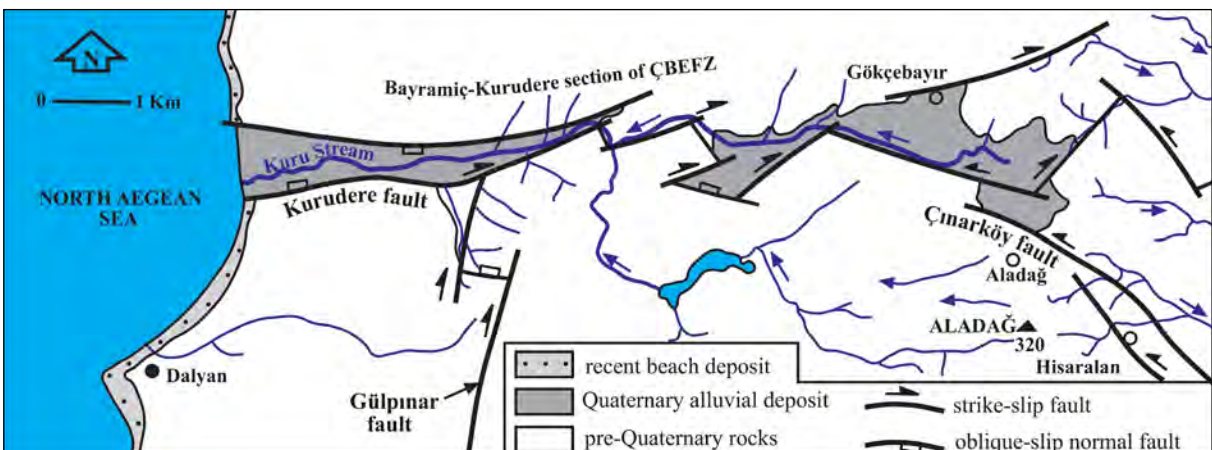 N
0 1 Km
Bayramiç-Kurudere section of ÇBEFZ
Gökçebayır
Kuru Stream
NORTH AEGEAN
SEA
Kurudere fault
Çınarköy fault
Aladağ
ALADAĞ
320
Hisaralan
Dalyan
Gülpınar
fault
recent beach deposit
Quaternary alluvial deposit
pre-Quaternary rocks
strike-slip fault
oblique-slip normal fault